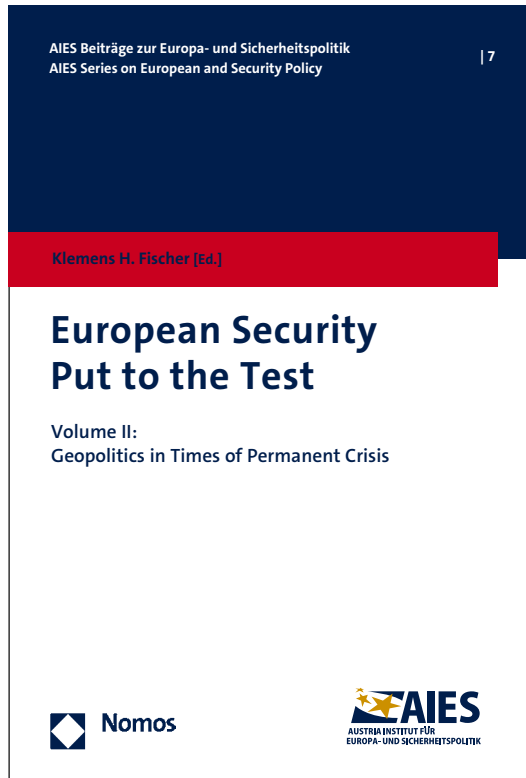 AIES Beiträge zur Europa- und Sicherheitspolitik
AIES Series on European and Security Policy
| 7
Klemens H. Fischer [Ed.]
European Security
Put to the Test
Volume II:
Geopolitics in Times of Permanent Crisis
Nomos
AIES
AUSTRIA INSTITUT FÜR
EUROPA- UND SICHERHEITSPOLITIK